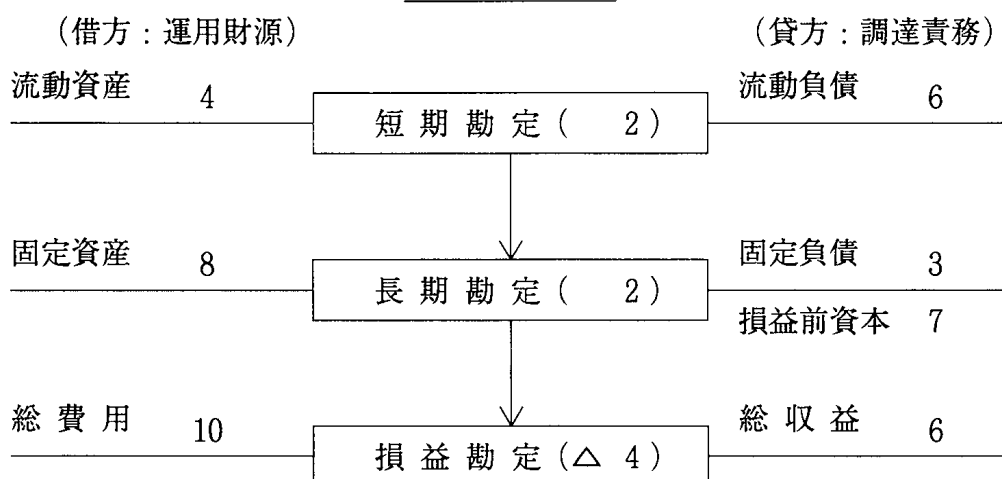 （借方：運用財源） （貸方：調達責務）
流動資産 4 流動負債 6
短期勘定（ 2）
固定資産 8 固定負債 3
長期勘定（ 2）
損益前資本 7
総費用 10 総収益 6
損益勘定（△ 4）